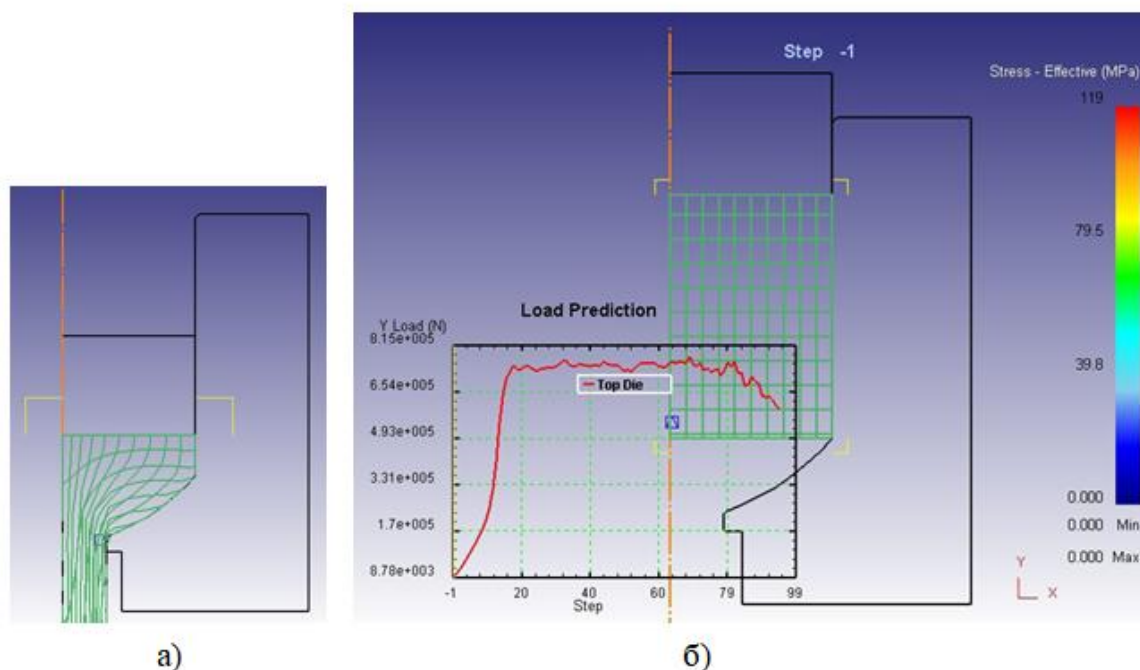 Step -1
Stress - Effective (MPa)
119
79.5
39.8
0.000
0.000 Min
0.000 Max
Load Prediction
Y Load (N)
8.15e+005
6.54e+005
4.93e+005
3.31e+005
1.7e+005
8.78e+003
Top Die
-1 20 40 60 79 99
Step
Y
X
а)
б)